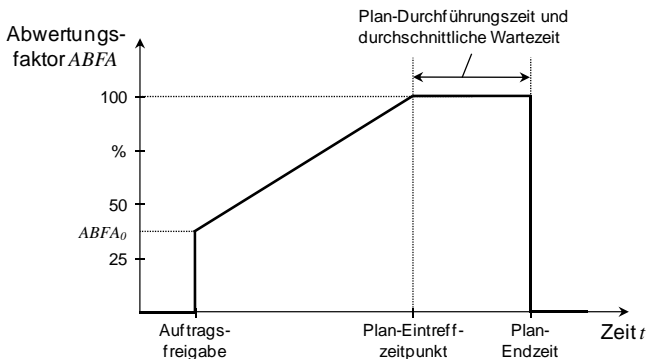 Plan-Durchführungszeit und
durchschnittliche Wartezeit
Abwertungs-
faktor ABFA
100
%
50
ABFA₀
25
Auftrags-
freigabe
Plan-Eintreff-
zeitpunkt
Plan-
Endzeit
Zeit t